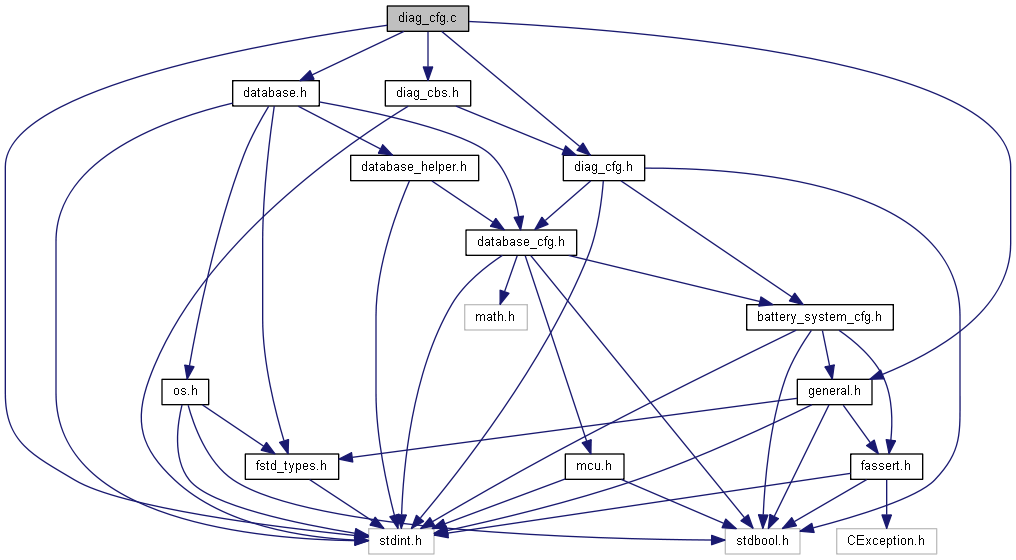 diag_cfg.c
database.h
diag_cbs.h
database_helper.h
diag_cfg.h
database_cfg.h
math.h
battery_system_cfg.h
os.h
general.h
fstd_types.h
mcu.h
fassert.h
stdint.h
stdbool.h
CException.h